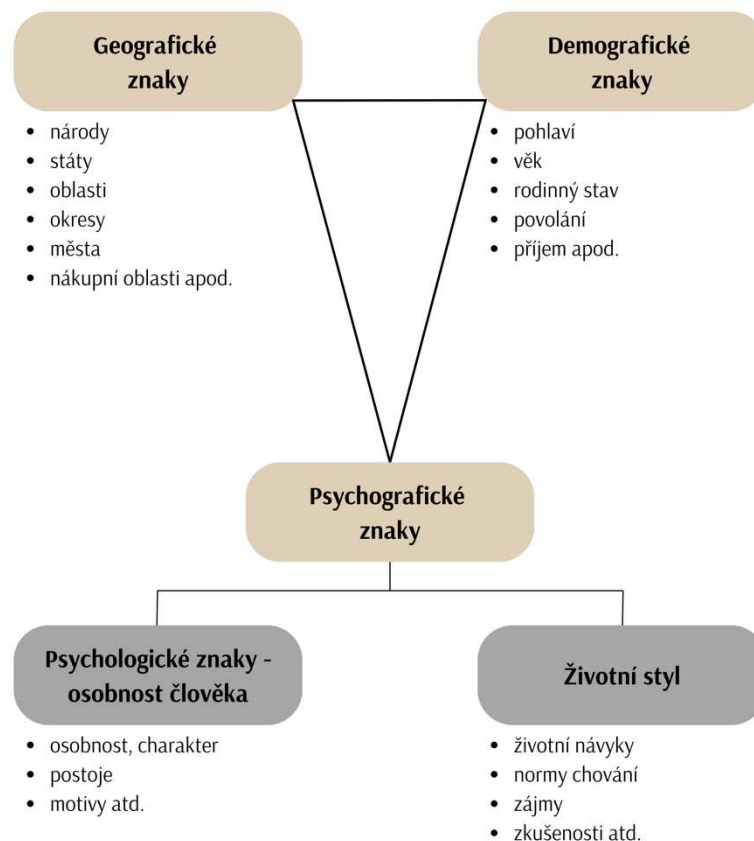 Geografické
znaky
• národy
• státy
• oblasti
• okresy
• města
• nákupní oblasti apod.
Demografické
znaky
• pohlaví
• věk
• rodinný stav
• povolání
• příjem apod.
Psychografické
znaky
Psychologické znaky -
osobnost člověka
• osobnost, charakter
• postoje
• motivy atd.
Životní styl
• životní návyky
• normy chování
• zájmy
• zkušenosti atd.